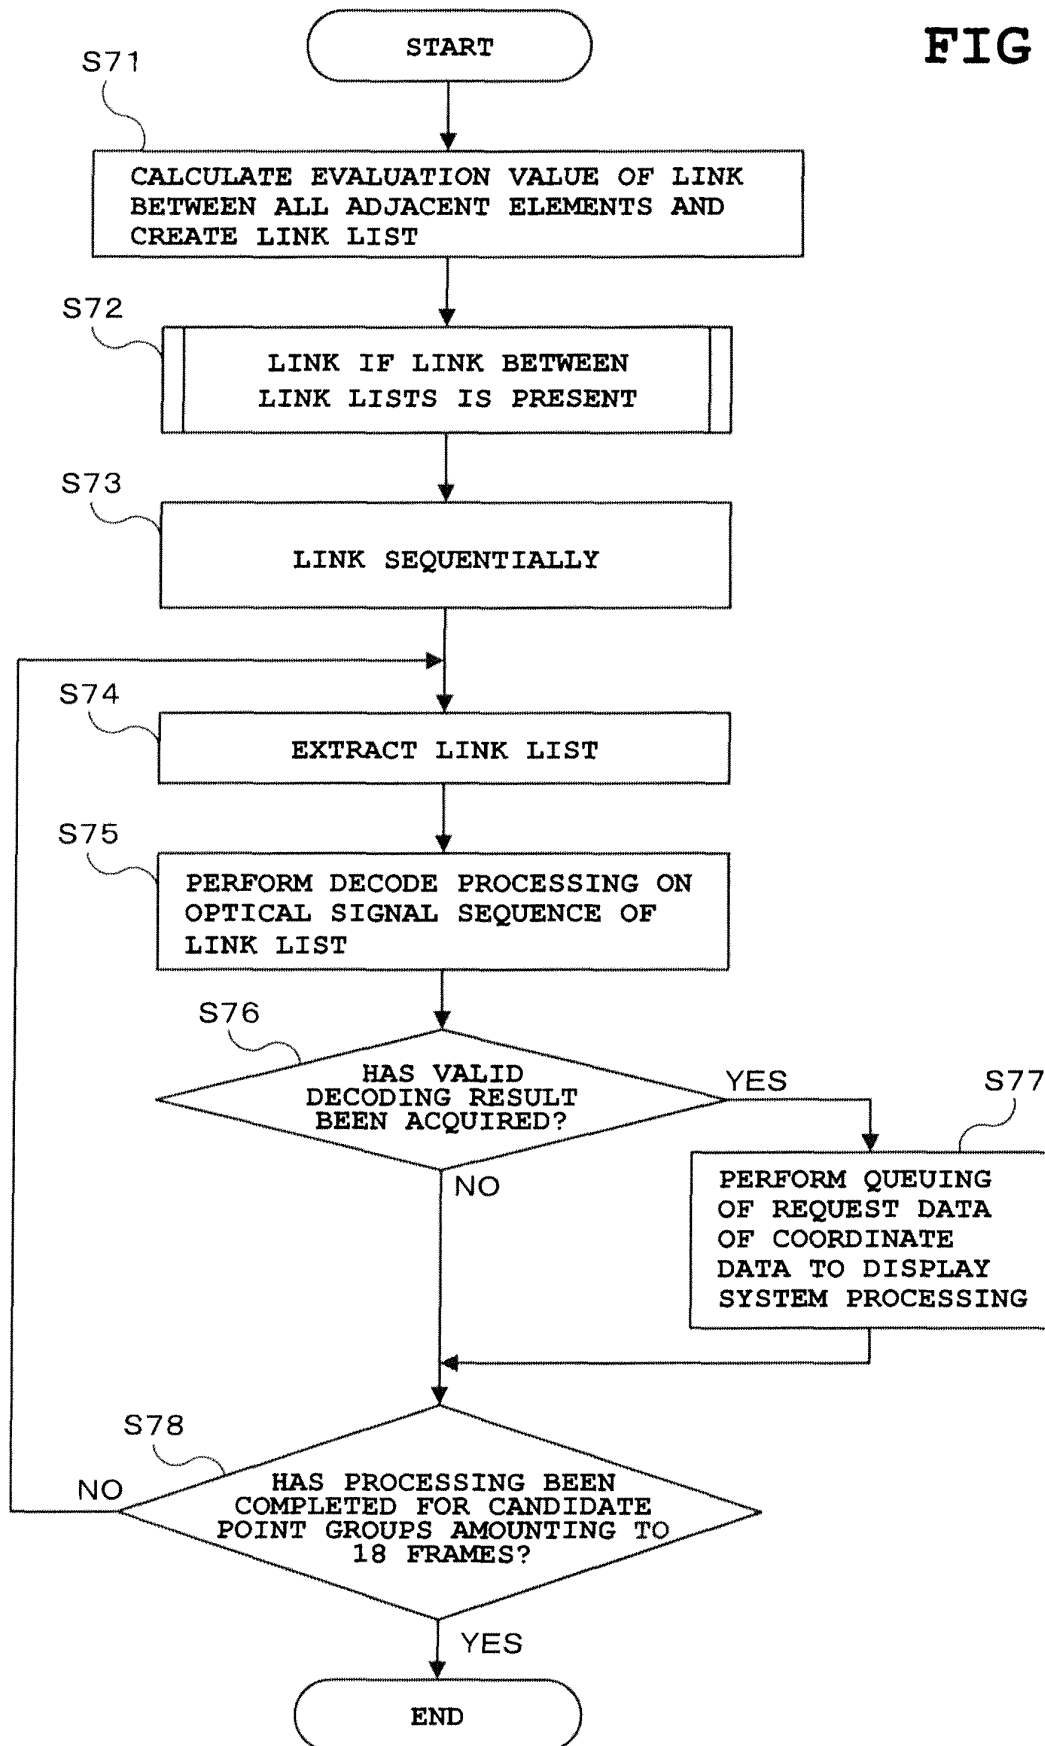 FIG
START
S71
CALCULATE EVALUATION VALUE OF LINK
BETWEEN ALL ADJACENT ELEMENTS AND
CREATE LINK LIST
S72
LINK IF LINK BETWEEN
LINK LISTS IS PRESENT
S73
LINK SEQUENTIALLY
S74
EXTRACT LINK LIST
S75
PERFORM DECODE PROCESSING ON
OPTICAL SIGNAL SEQUENCE OF
LINK LIST
S76
HAS VALID
DECODING RESULT
BEEN ACQUIRED?
YES
S77
NO
PERFORM QUEUING
OF REQUEST DATA
OF COORDINATE
DATA TO DISPLAY
SYSTEM PROCESSING
S78
NO
HAS PROCESSING BEEN
COMPLETED FOR CANDIDATE
POINT GROUPS AMOUNTING TO
18 FRAMES?
YES
END